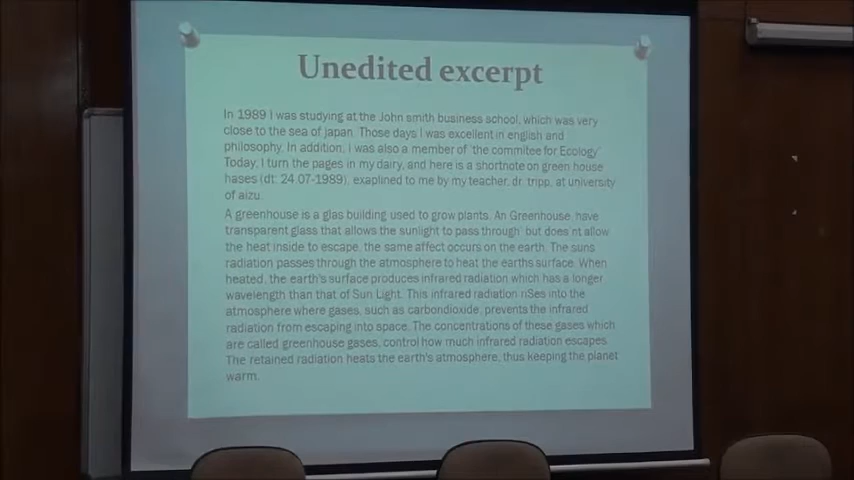 Unedited excerpt
In 1989 I was studying at the John smith business school, which was very
close to the sea of japan. Those days I was excellent in english and
philosophy. In addition, I was also a member of 'the commitee for Ecology'
Today, I turn the pages in my dairy, and here is a shortnote on green house
hases (dt: 24.07-1989), exaplined to me by my teacher, dr. tripp, at university
of aizu.
A greenhouse is a glas building used to grow plants. An Greenhouse, have
transparent glass that allows the sunlight to pass through' but does'nt allow
the heat inside to escape, the same affect occurs on the earth. The suns
radiation passes through the atmosphere to heat the earths surface. When
heated, the earth's surface produces infrared radiation which has a longer
wavelength than that of Sun Light. This infrared radiation riSes into the
atmosphere where gases, such as carbondioxide, prevents the infrared
radiation from escaping into space. The concentrations of these gases which
are called greenhouse gases, control how much infrared radiation escapes.
The retained radiation heats the earth's atmosphere, thus keeping the planet
warm.